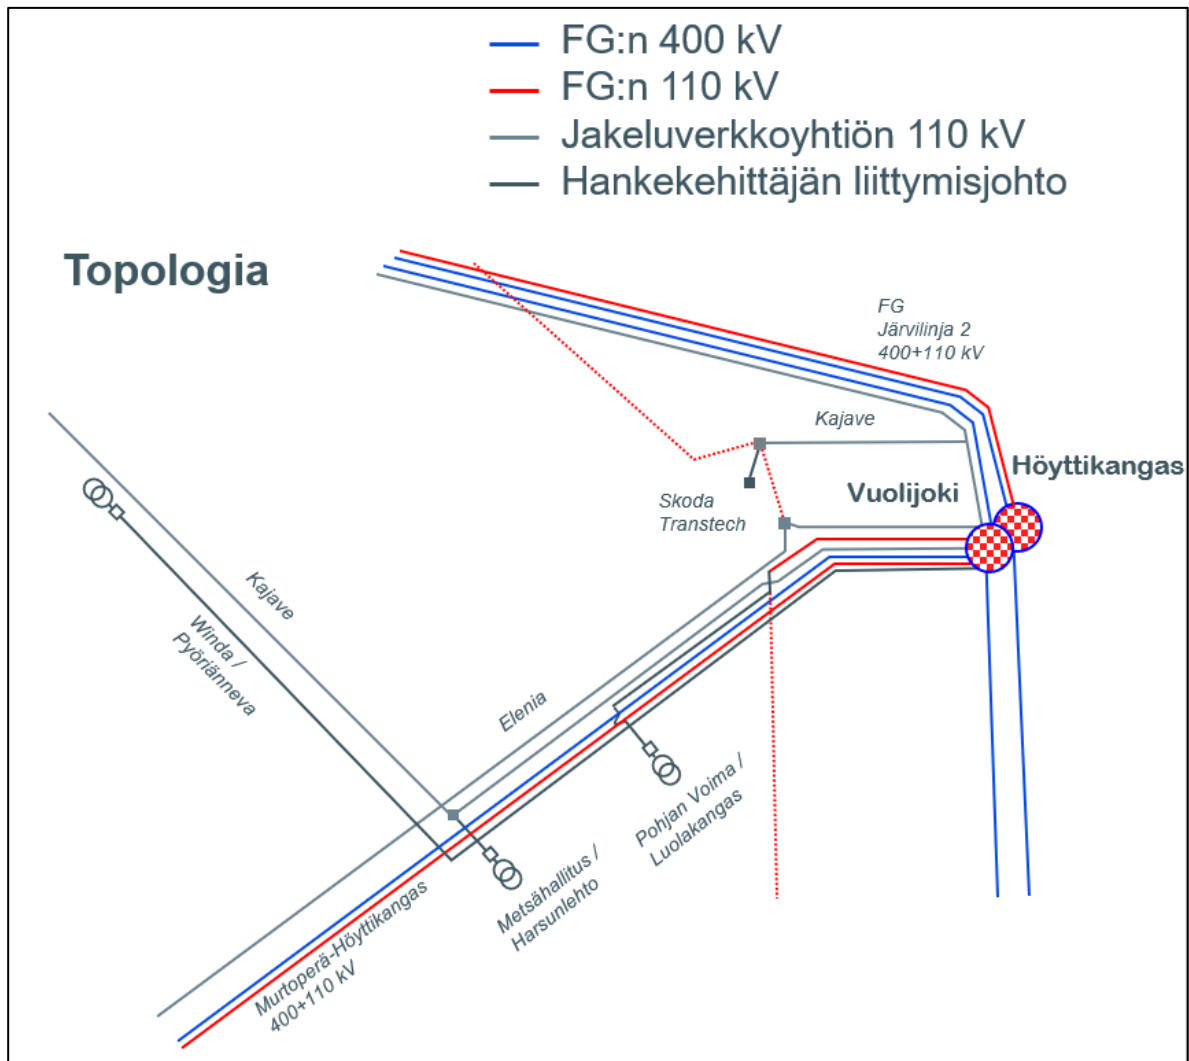 FG:n 400 kV
FG:n 110 kV
Jakeluverkkoyhtiön 110 kV
Hankekehittäjän liittymisjohto
Topologia
FG
Järvilinja 2
400+110 kV
Kajave
Höyttikangas
Vuolijoki
Skoda
Transtech
Kajave
Winda /
Pyöriänneva
Elenia
Pohjan Voima /
Luolakangas
Metsähallitus /
Harsunlehto
Murtoperä-Höyttikangas
400+110 kV